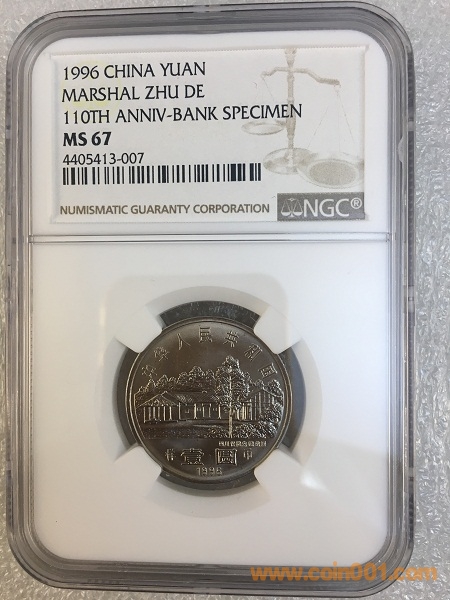 1996 CHINA YUAN
MARSHAL ZHU DE
110TH ANNIV-BANK SPECIMEN
MS 67
4405413-007
NUMISMATIC GUARANTY CORPORATION
NGC®
中华人民共和国
壹圆
1996
www.coin001.com